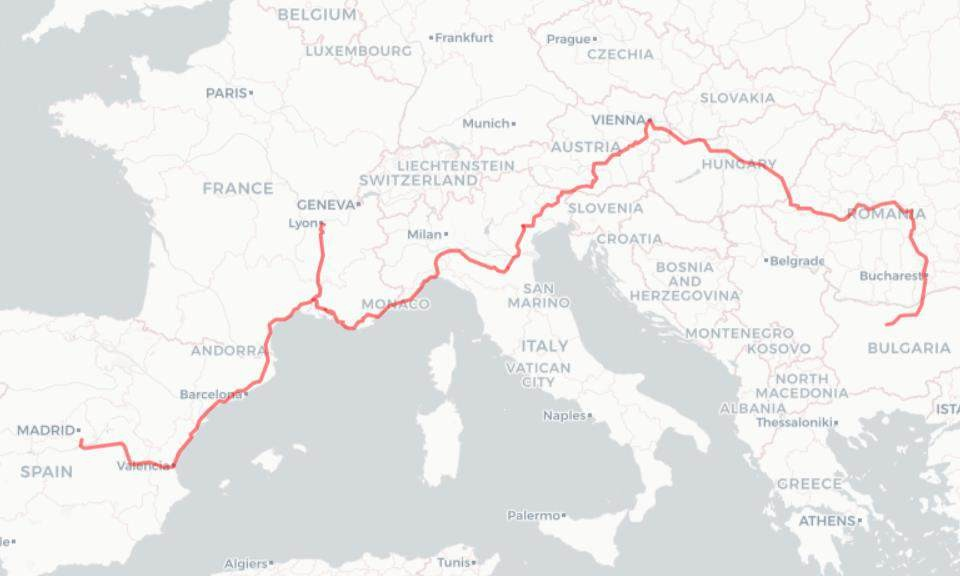 BELGIUM
Frankfurt
Prague
LUXEMBOURG
CZECHIA
PARIS
SLOVAKIA
Munich
VIENNA
AUSTRIA
LIECHTENSTEIN
HUNGARY
SWITZERLAND
FRANCE
GENEVA
SLOVENIA
ROMANIA
Lyon
Milan
CROATIA
Belgrade
BOSNIA
AND
HERZEGOVINA
Bucharest
SAN
MARINO
MONACO
MONTENEGRO
KOSOVO
BULGARIA
ITALY
ANDORRA
VATICAN
CITY
NORTH
MACEDONIA
Barcelona
ALBANIA
ISTA
Naples
Thessaloniki
MADRID
Valencia
SPAIN
GREECE
Palermo
ATHENS
le
Algiers
Tunis